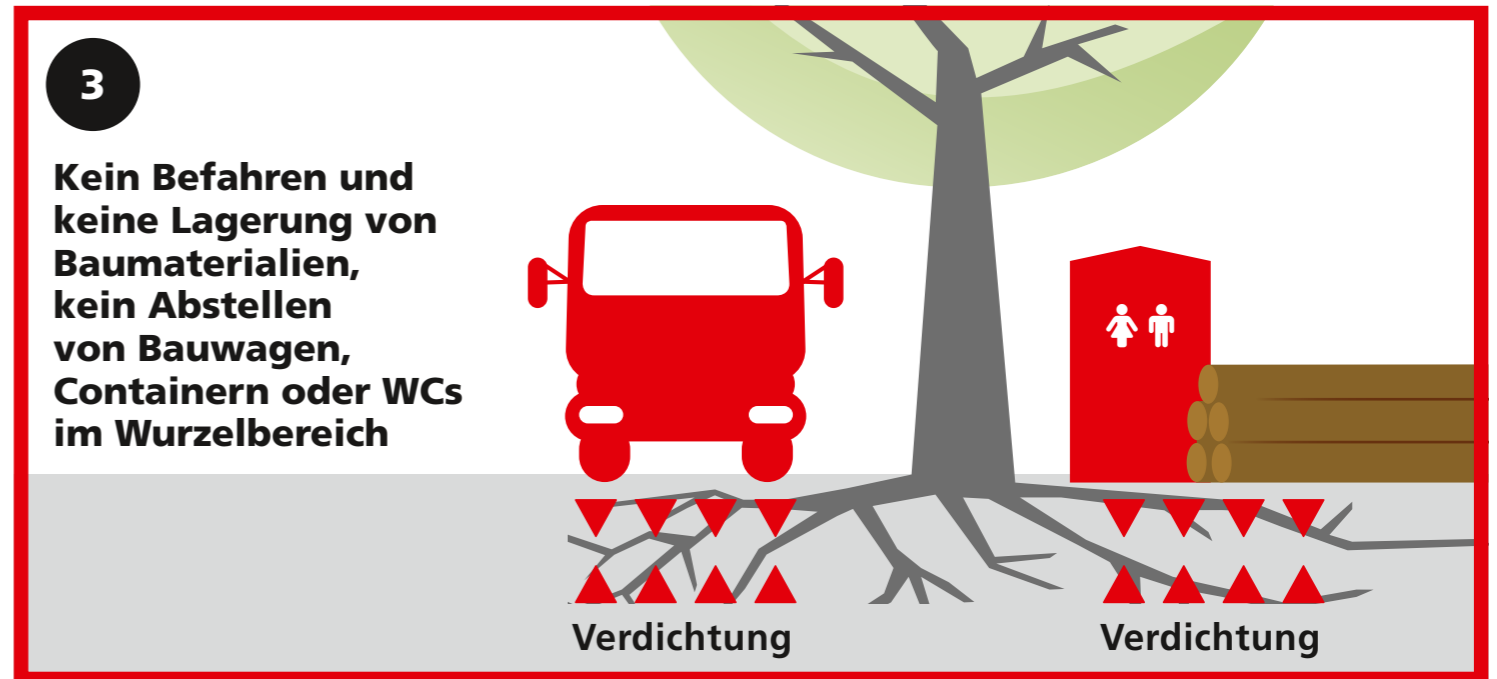 3
Kein Befahren und
keine Lagerung von
Baumaterialien,
kein Abstellen
von Bauwagen,
Containern oder WCs
im Wurzelbereich
Verdichtung
Verdichtung